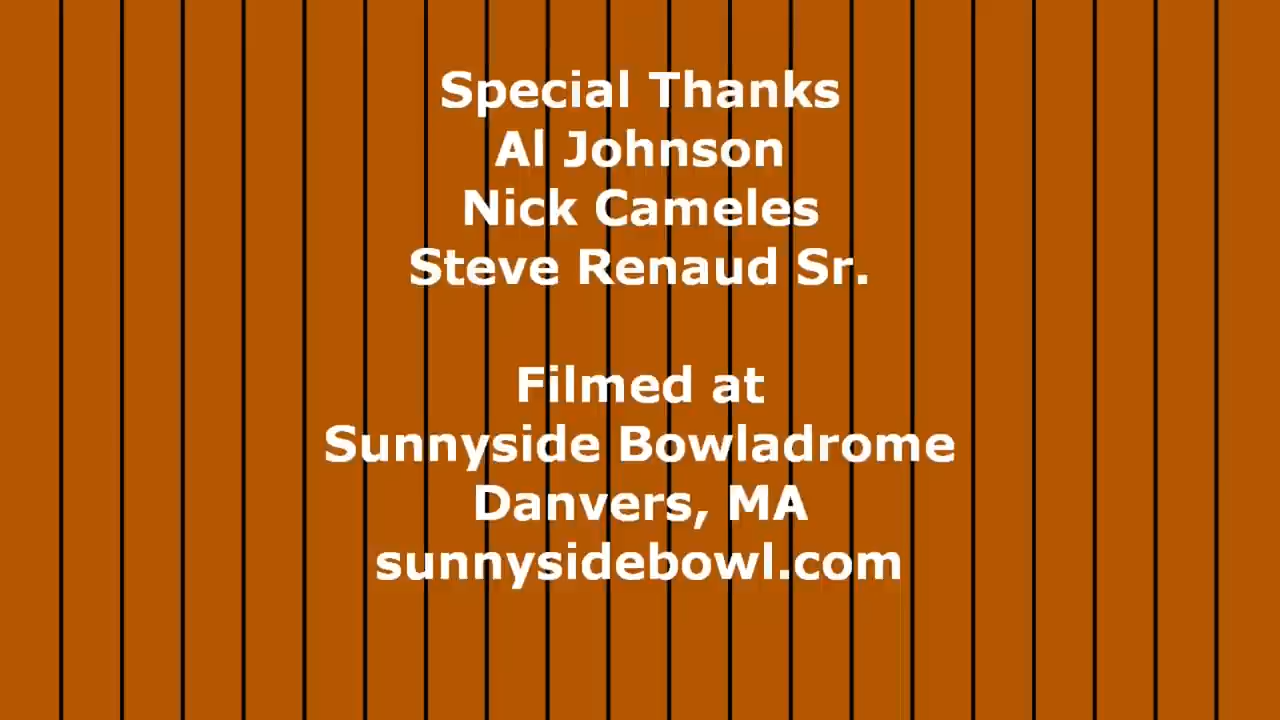 Special Thanks
Al Johnson
Nick Cameles
Steve Renaud Sr.
Filmed at
Sunnyside Bowladrome
Danvers, MA
sunnysidebowl.com